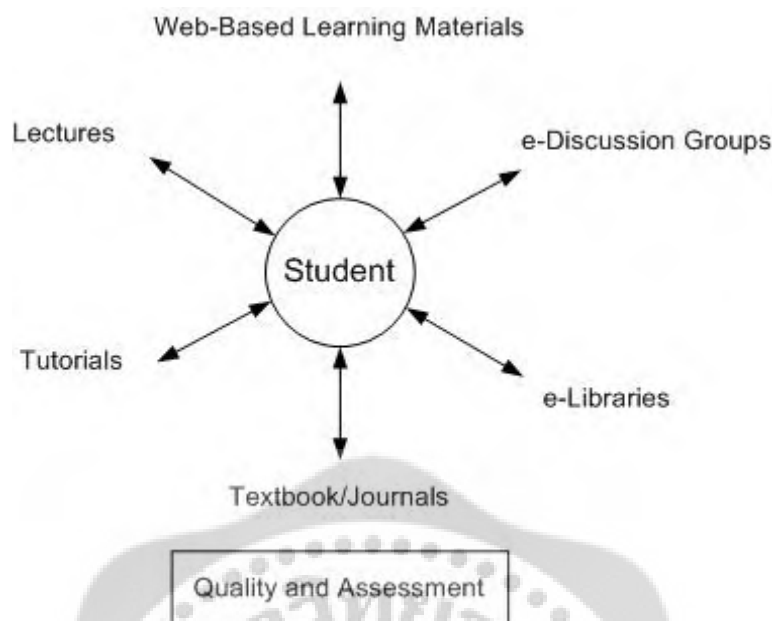 Web-Based Learning Materials
Lectures
e-Discussion Groups
Student
Tutorials
e-Libraries
Textbook/Journals
Quality and Assessment